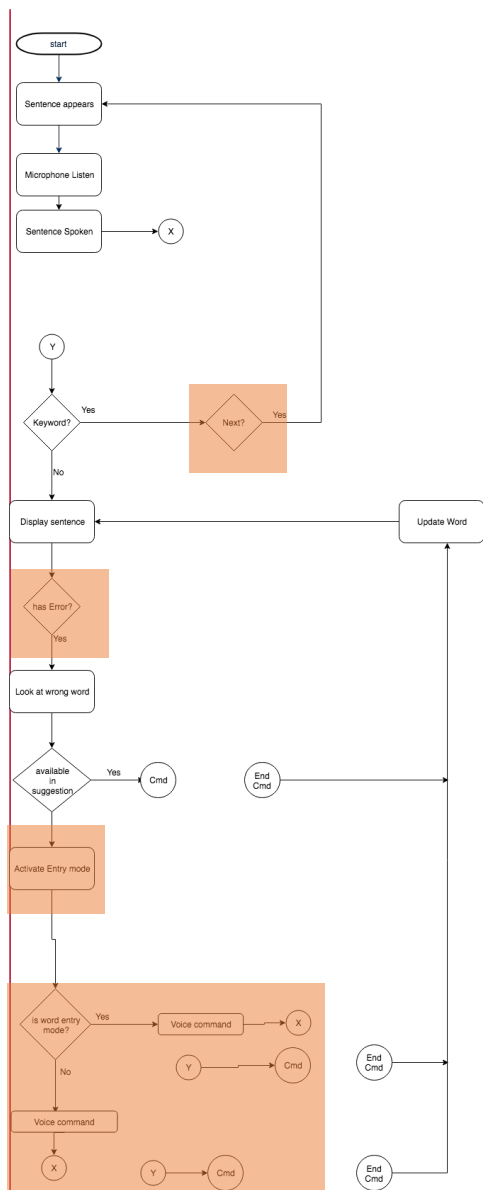 start
Sentence appears
Microphone Listen
Sentence Spoken
X
Y
Keyword?
Yes
Next?
Yes
No
Display sentence
Update Word
has Error?
Yes
Look at wrong word
available
in
suggestion
Yes
Cmd
End
Cmd
Activate Entry mode
is word entry
mode?
Yes
Voice command
X
Y
Cmd
End
Cmd
No
Voice command
X
Y
Cmd
End
Cmd